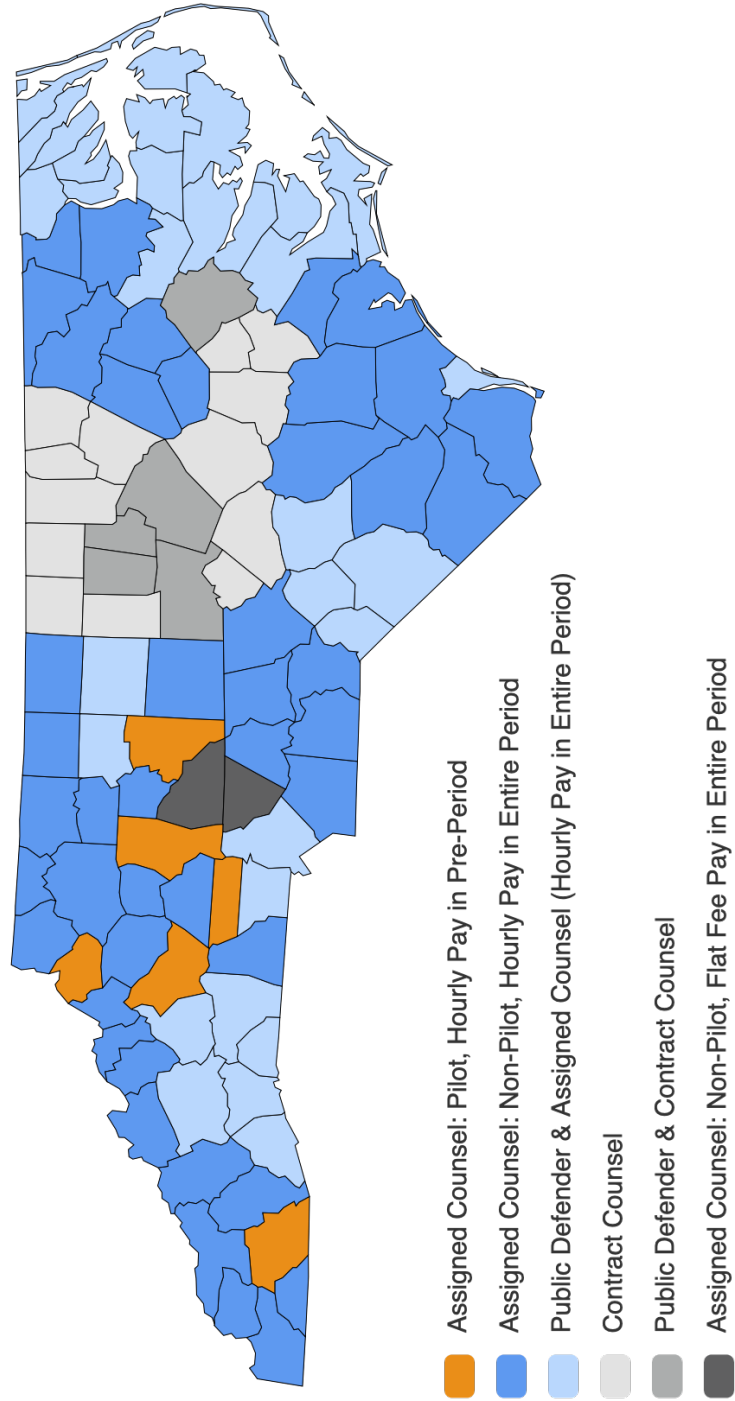 Assigned Counsel: Pilot, Hourly Pay in Pre-Period
Assigned Counsel: Non-Pilot, Hourly Pay in Entire Period
Public Defender & Assigned Counsel (Hourly Pay in Entire Period)
Contract Counsel
Public Defender & Contract Counsel
Assigned Counsel: Non-Pilot, Flat Fee Pay in Entire Period